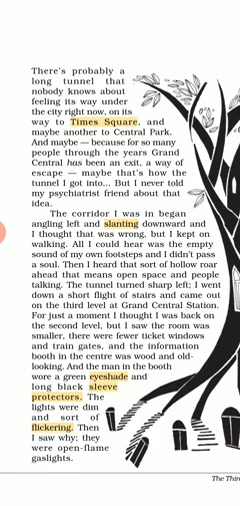 There's probably a
long tunnel that
nobody knows about
feeling its way under
the city right now, on its
way to Times Square, and
maybe another to Central Park.
And maybe — because for so many
people through the years Grand
Central has been an exit, a way of
escape — maybe that's how the
tunnel I got into... But I never told
my psychiatrist friend about that
idea.
The corridor I was in began
angling left and slanting downward and
I thought that was wrong, but I kept on
walking. All I could hear was the empty
sound of my own footsteps and I didn't pass
a soul. Then I heard that sort of hollow roar
ahead that means open space and people
talking. The tunnel turned sharp left; I went
down a short flight of stairs and came out
on the third level at Grand Central Station.
For just a moment I thought I was back on
the second level, but I saw the room was
smaller, there were fewer ticket windows
and train gates, and the information
booth in the centre was wood and old-
looking. And the man in the booth
wore a green eyeshade and
long black sleeve
protectors. The
lights were dim
and sort of
flickering. Then
I saw why; they
were open-flame
gaslights.
The Thir